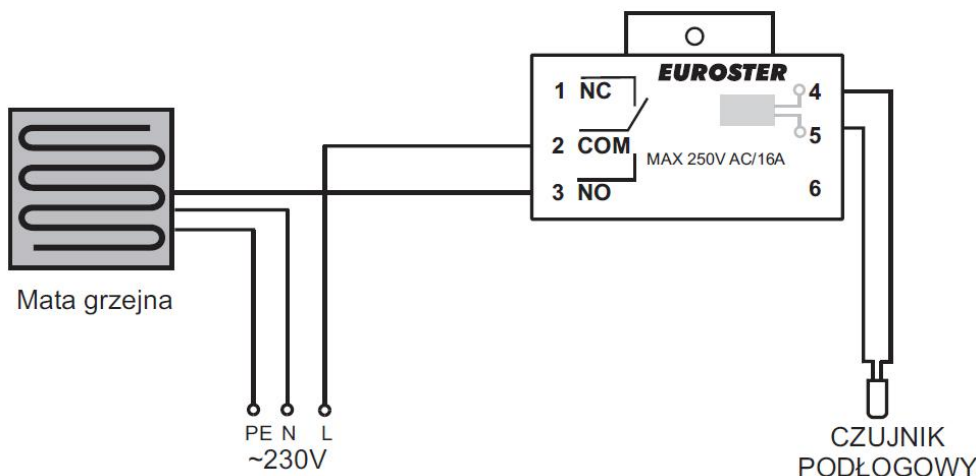 EUROSTER
1 NC
4
2 COM
5
MAX 250V AC/16A
3 NO
6
Mata grzejna
PE N L
~230V
CZUJNIK
PODŁOGOWY